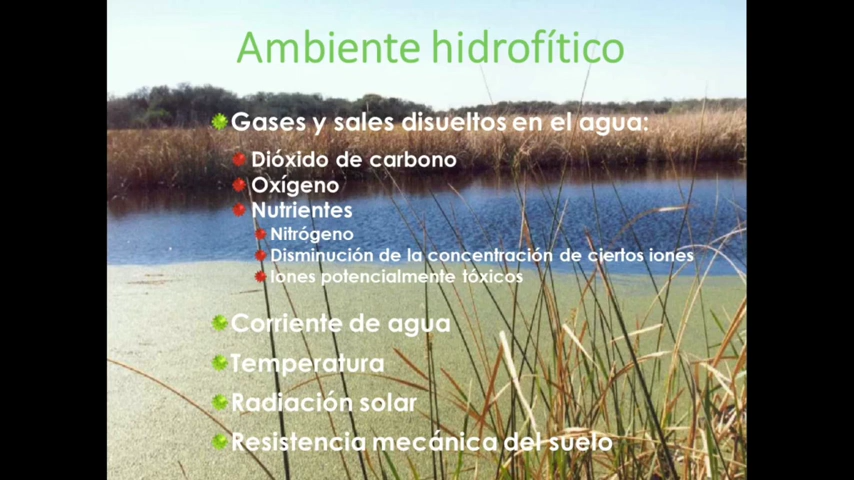 Ambiente hidrofítico
Gases y sales disueltos en el agua:
Dióxido de carbono
Oxígeno
Nutrientes
Nitrógeno
Disminución de la concentración de ciertos iones
Iones potencialmente tóxicos
Corriente de agua
Temperatura
Radiación solar
Resistencia mecánica del suelo